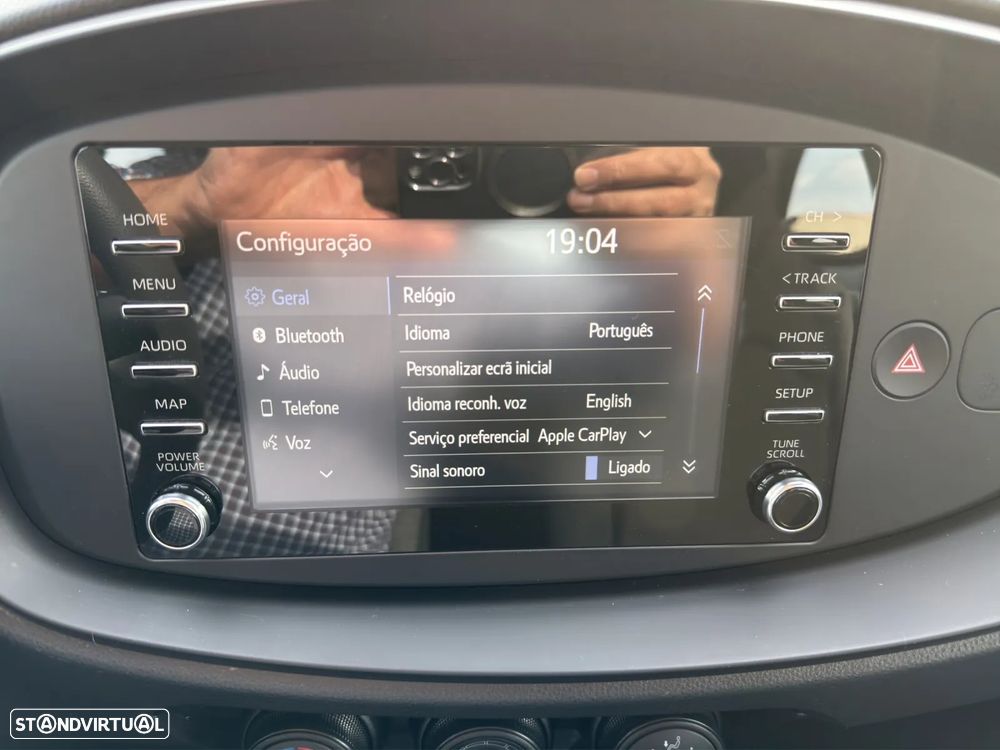 HOME
MENU
AUDIO
MAP
POWER
VOLUME
Configuração 19:04
Geral
Bluetooth
Áudio
Telefone
Voz
Relógio
Idioma Português
Personalizar ecrã inicial
Idioma reconh. voz English
Serviço preferencial Apple CarPlay
Sinal sonoro Ligado
CH >
< TRACK
PHONE
SETUP
TUNE
SCROLL
STANDVIRTUAL